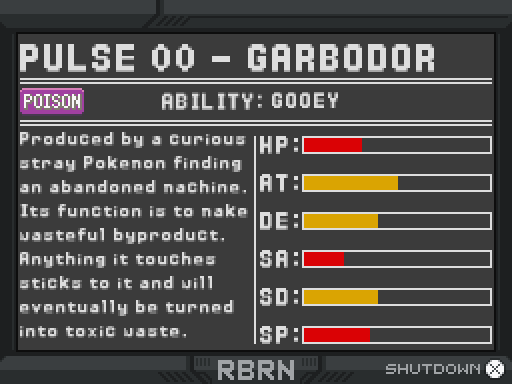 PULSE 00 - GARBODOR
POISON
ABILITY: GOOEY
Produced by a curious
stray Pokemon finding
an abandoned machine.
Its function is to make
wasteful byproduct.
Anything it touches
sticks to it and will
eventually be turned
into toxic waste.
HP:
AT:
DE:
SA:
SD:
SP:
RBRN
SHUTDOWN